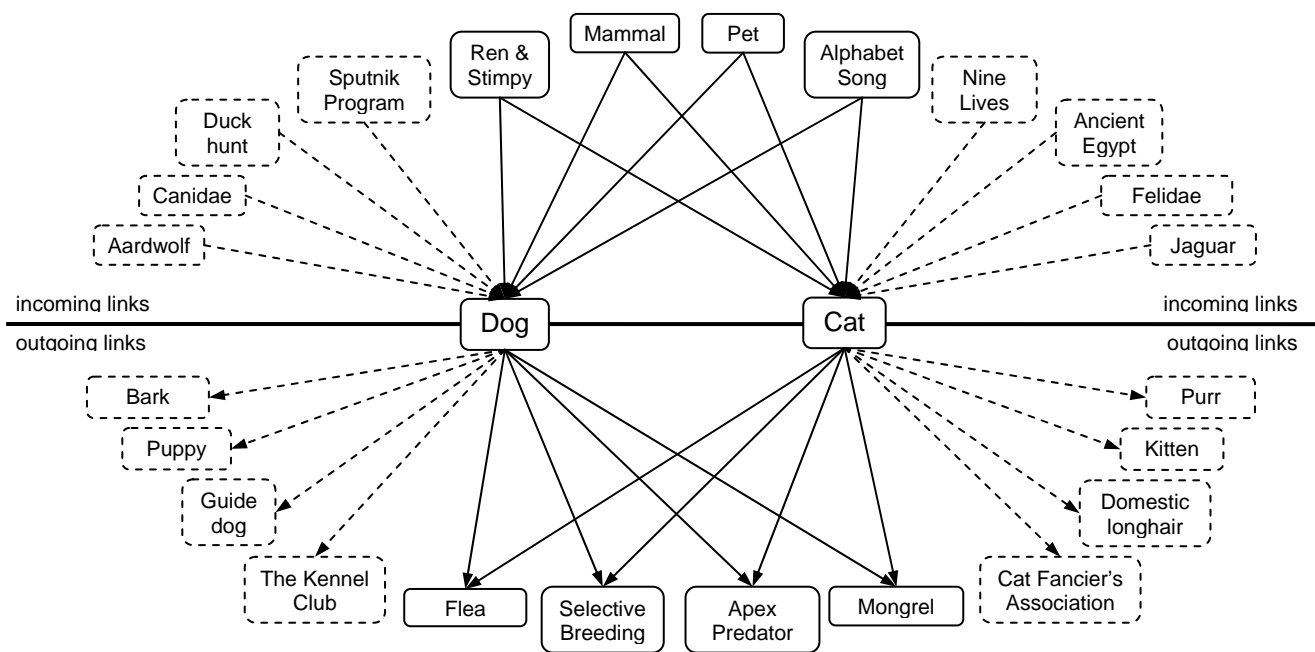 Mammal
Pet
Ren &
Stimpy
Alphabet
Song
Sputnik
Program
Nine
Lives
Duck
hunt
Ancient
Egypt
Canidae
Felidae
Aardwolf
Jaguar
incoming links
incoming links
Dog
Cat
outgoing links
outgoing links
Bark
Purr
Puppy
Kitten
Guide
dog
Domestic
longhair
The Kennel
Club
Flea
Selective
Breeding
Apex
Predator
Mongrel
Cat Fancier's
Association